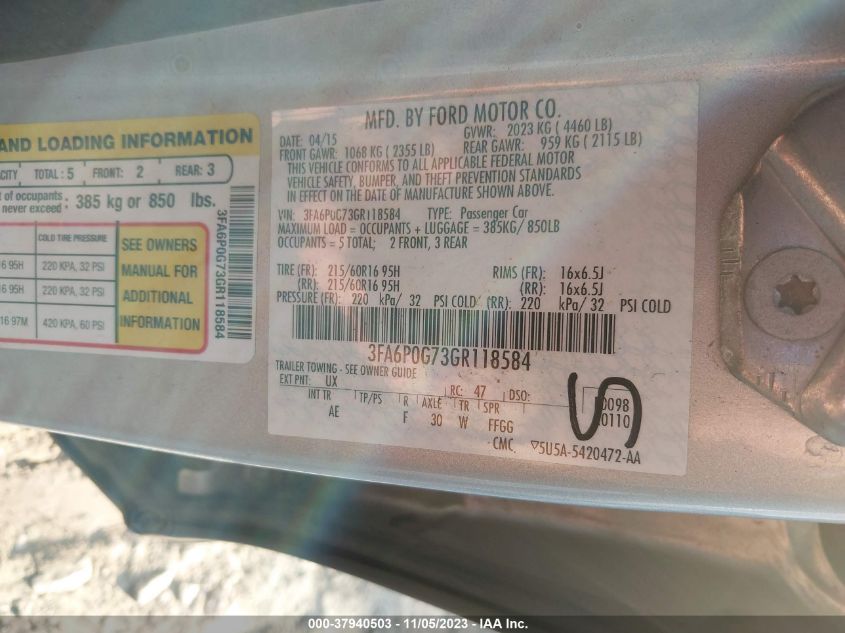 AND LOADING INFORMATION
CITY TOTAL : 5 FRONT: 2 REAR: 3
t of occupants
never exceed : 385 kg or 850 lbs.
COLD TIRE PRESSURE
16 95H 220 KPA, 32 PSI
16 95H 220 KPA, 32 PSI
16 97M 420 KPA, 60 PSI
SEE OWNERS
MANUAL FOR
ADDITIONAL
INFORMATION
3FA6P0G73GR118584
MFD. BY FORD MOTOR CO.
DATE: 04/15 GVWR: 2023 KG ( 4460 LB)
FRONT GAWR: 1068 KG ( 2355 LB) REAR GAWR: 959 KG ( 2115 LB)
THIS VEHICLE CONFORMS TO ALL APPLICABLE FEDERAL MOTOR
VEHICLE SAFETY, BUMPER, AND THEFT PREVENTION STANDARDS
IN EFFECT ON THE DATE OF MANUFACTURE SHOWN ABOVE.
VIN: 3FA6P0G73GR118584 TYPE: Passenger Car
MAXIMUM LOAD = OCCUPANTS + LUGGAGE = 385KG/ 850LB
OCCUPANTS = 5 TOTAL; 2 FRONT, 3 REAR
TIRE (FR): 215/60R16 95H RIMS (FR): 16x6.5J
(RR): 215/60R16 95H (RR): 16x6.5J
PRESSURE (FR): 220 kPa/ 32 PSI COLD (RR): 220 kPa/ 32 PSI COLD
3FA6P0G73GR118584
TRAILER TOWING - SEE OWNER GUIDE
EXT PNT: UX RC: 47 DSO:
INT TR TP/PS R AXLE TR SPR 0098
AE F 30 W FFGG 0110
CMC. ▽5U5A-5420472-AA
000-37940503 - 11/05/2023 - IAA Inc.